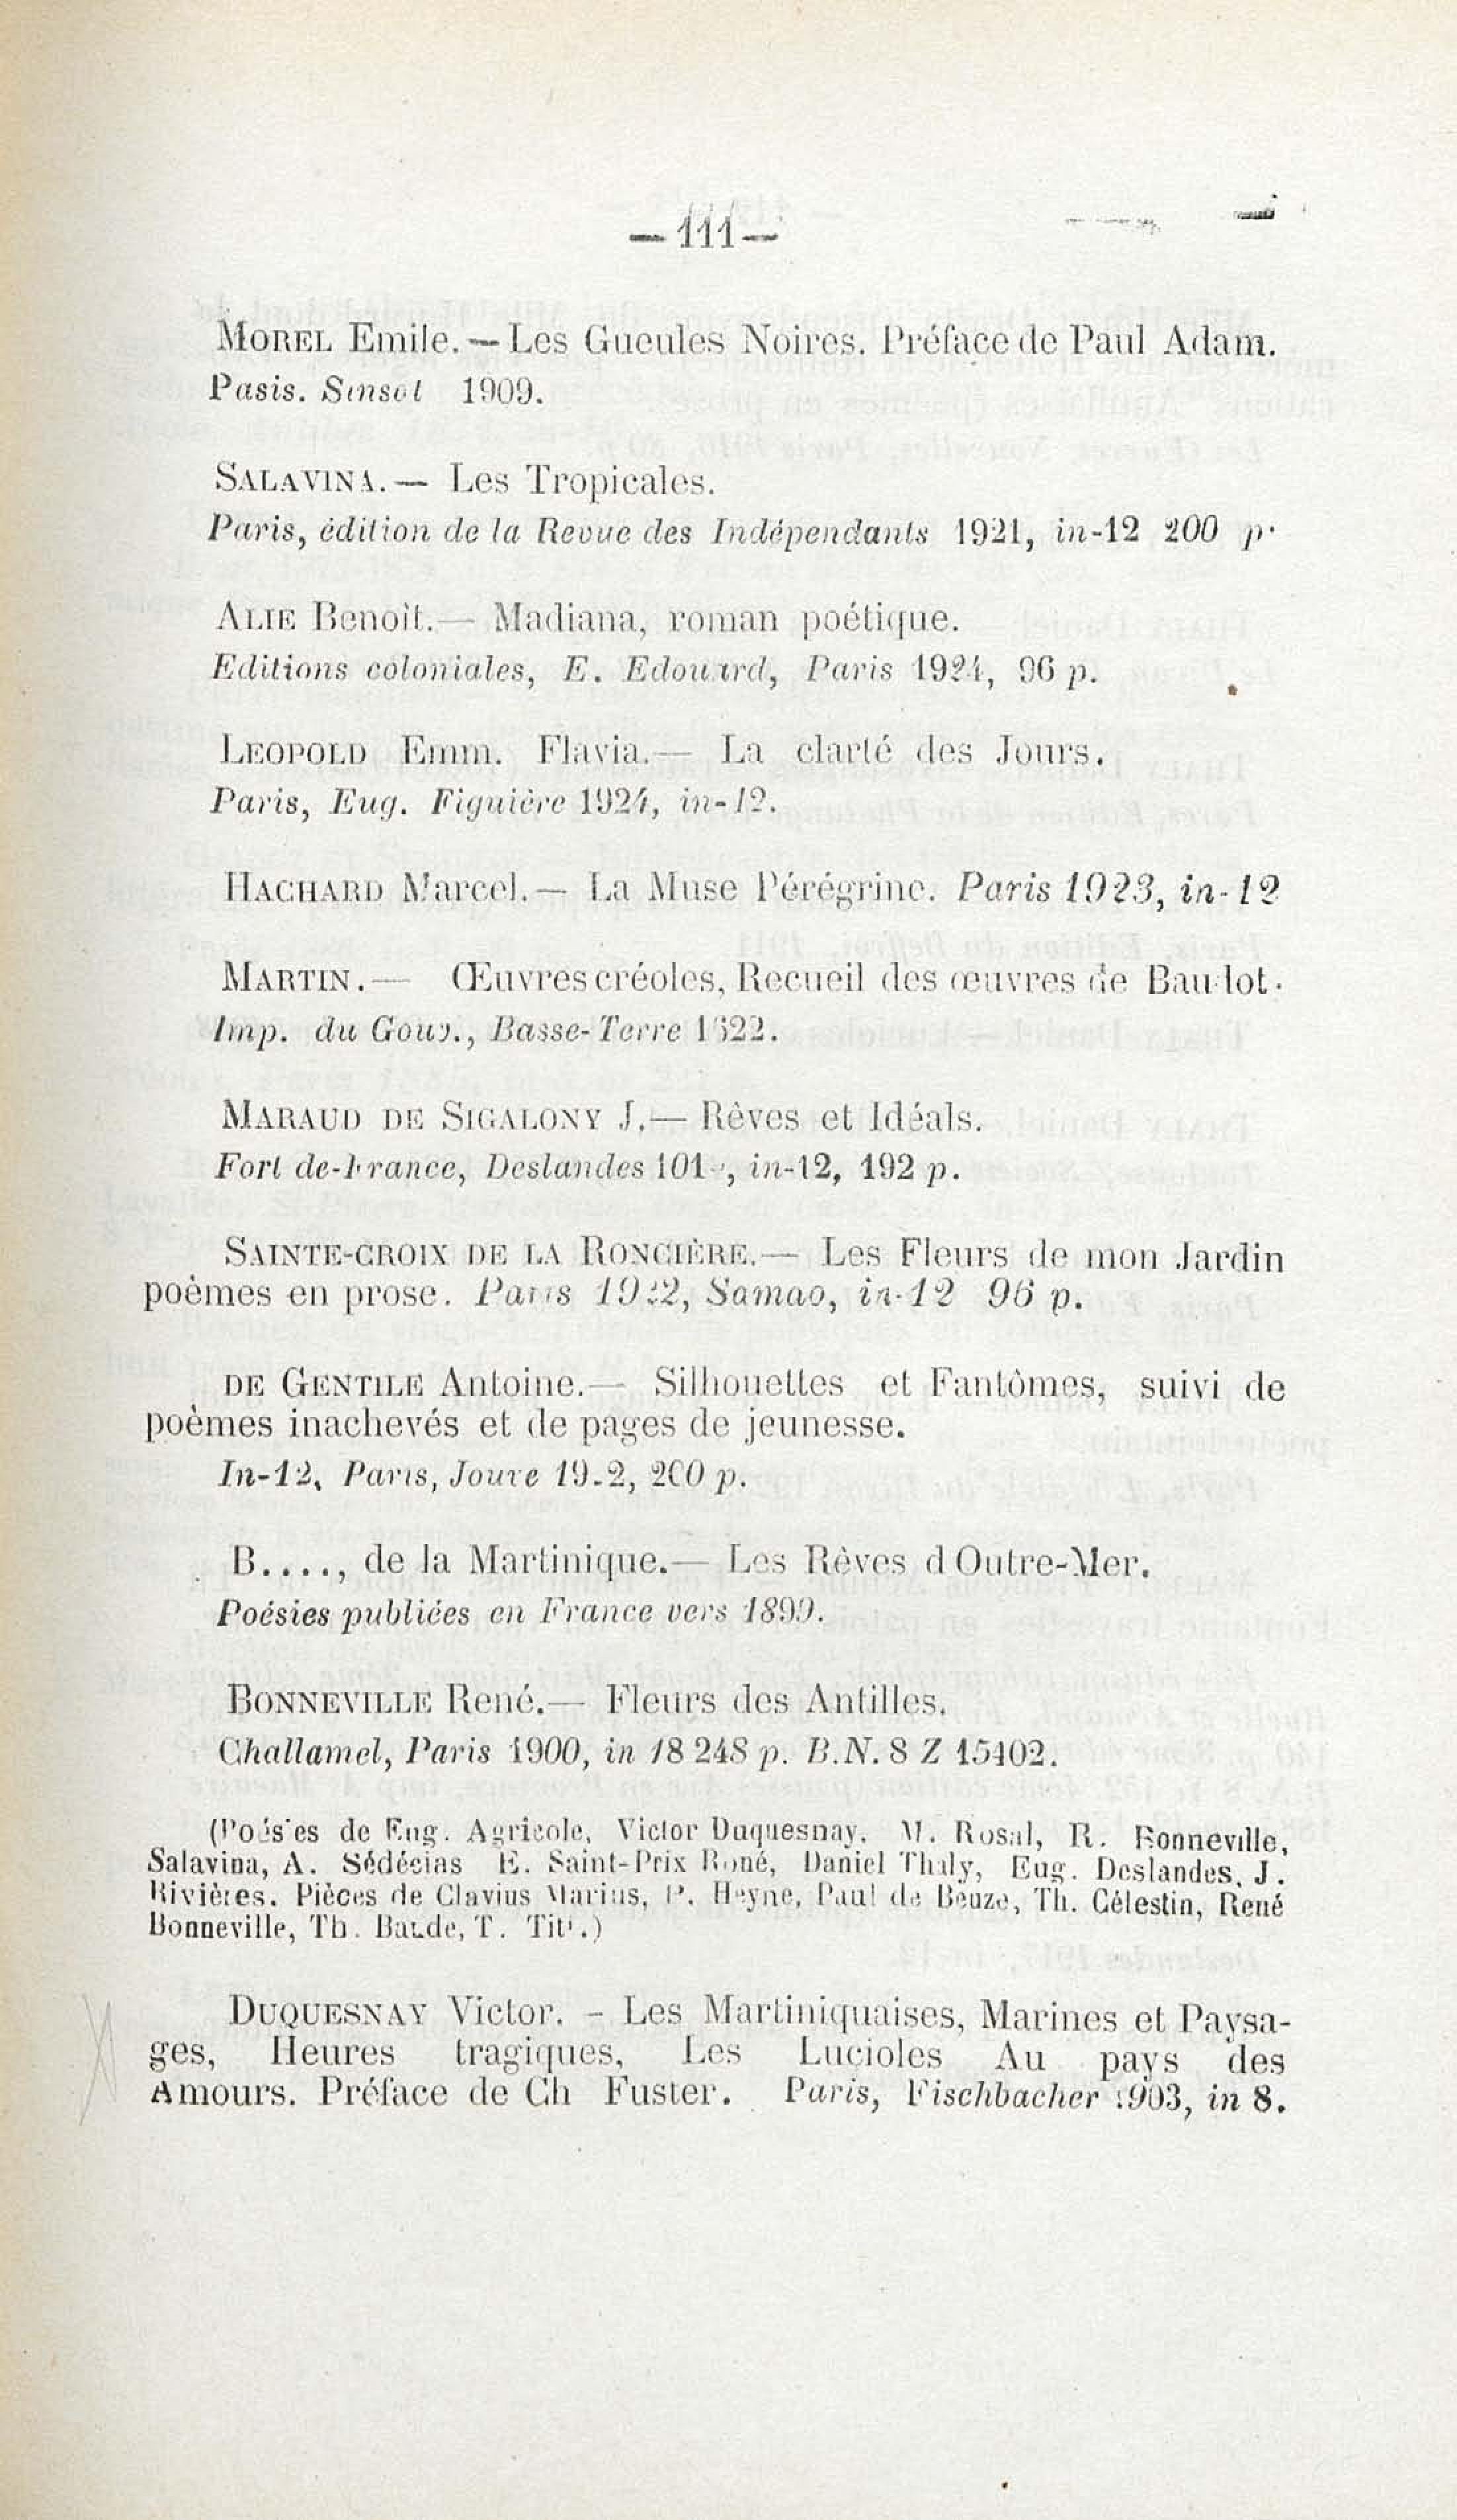 — 111 —
MOREL Emile. — Les Gueules Noires. Préface de Paul Adam.
Pasis. Sansot 1909.
SALAVINA. — Les Tropicales.
Paris, édition de la Revue des Indépendants 1921, in-12 200 p.
ALIE Benoît. — Madiana, roman poétique.
Editions coloniales, E. Edouard, Paris 1924, 96 p.
LEOPOLD Emm. Flavia. — La clarté des Jours.
Paris, Eug. Figuière 1924, in-12.
HACHARD Marcel. — La Muse Pérégrine. Paris 1923, in-12
MARTIN. — Œuvres créoles, Recueil des œuvres de Baudot.
Imp. du Gouv., Basse-Terre
MARAUD DE SIGALONY J. — Rêves et Idéals.
Fort de-France, Deslandes in-12, 192 p.
SAINTE-CROIX DE LA RONCIÈRE. — Les Fleurs de mon Jardin
poèmes en prose. Paris 1922, Samao, in-12 96 p.
DE GENTILE Antoine. — Silhouettes et Fantômes, suivi de
poèmes inachevés et de pages de jeunesse.
In-12, Paris, Jouve 200 p.
B...., de la Martinique. — Les Rêves d Outre-Mer.
Poésies publiées en France vers 1899.
BONNEVILLE René. — Fleurs des Antilles.
Challamel, Paris 1900, in 18 248 p. B.N. 8 Z 15402.
(Poésies de Eug. Agricole, Victor Duquesnay, M. Rosal, R. Bonneville,
Salavina, A. Sédécias E. Saint-Prix Roné, Daniel Thaly, Eug. Deslandes, J.
Rivières. Pièces de Clavius Marius, P. Heyne, Paul de Beuze, Th. Célestin, René
Bonneville, Th. Baude, T. Titi.)
DUQUESNAY Victor. - Les Martiniquaises, Marines et Paysa-
ges, Heures tragiques, Les Lucioles Au pays des
Amours. Préface de Ch Fuster. Paris, Fischbacher 1903, in 8.